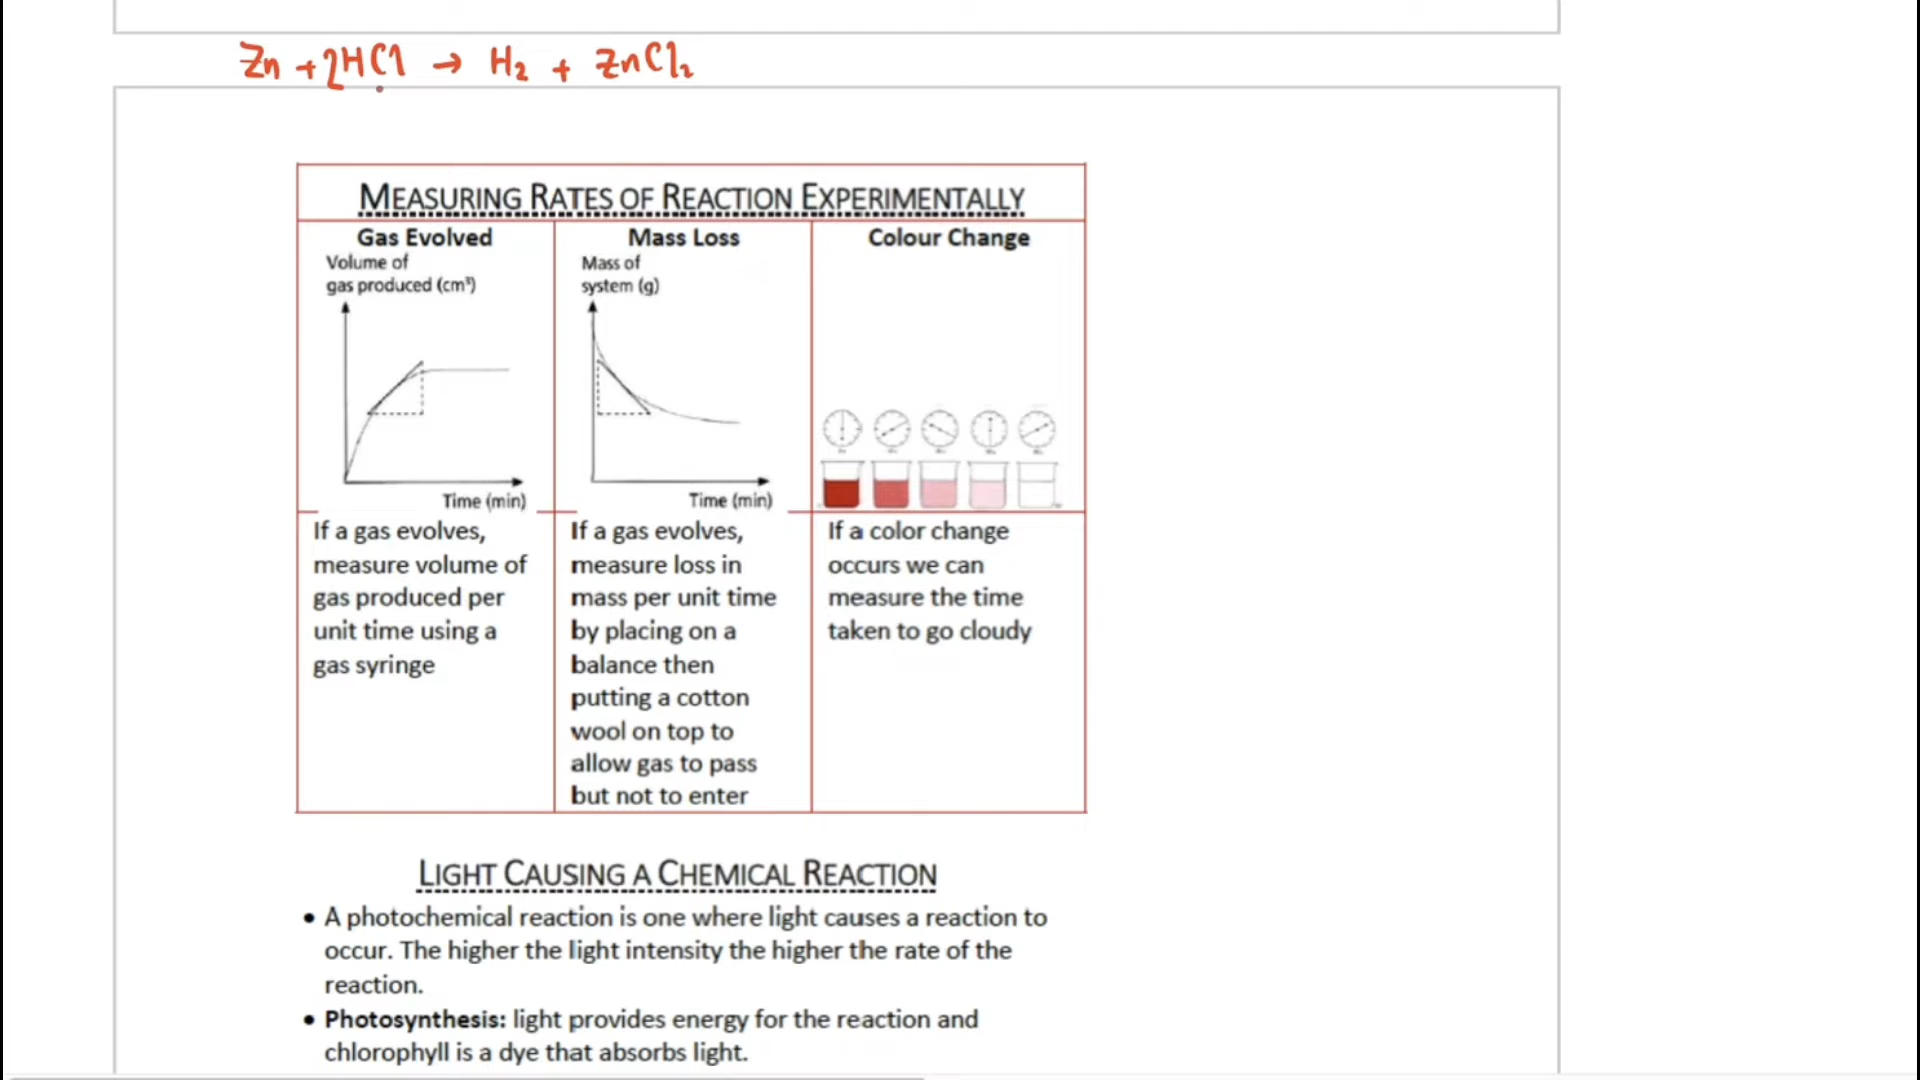 Zn + 2HCl → H₂ + ZnCl₂
MEASURING RATES OF REACTION EXPERIMENTALLY
Gas Evolved
Volume of
gas produced (cm³)
Time (min)
If a gas evolves,
measure volume of
gas produced per
unit time using a
gas syringe
Mass Loss
Mass of
system (g)
Time (min)
If a gas evolves,
measure loss in
mass per unit time
by placing on a
balance then
putting a cotton
wool on top to
allow gas to pass
but not to enter
Colour Change
If a color change
occurs we can
measure the time
taken to go cloudy
LIGHT CAUSING A CHEMICAL REACTION
• A photochemical reaction is one where light causes a reaction to
occur. The higher the light intensity the higher the rate of the
reaction.
• Photosynthesis: light provides energy for the reaction and
chlorophyll is a dye that absorbs light.